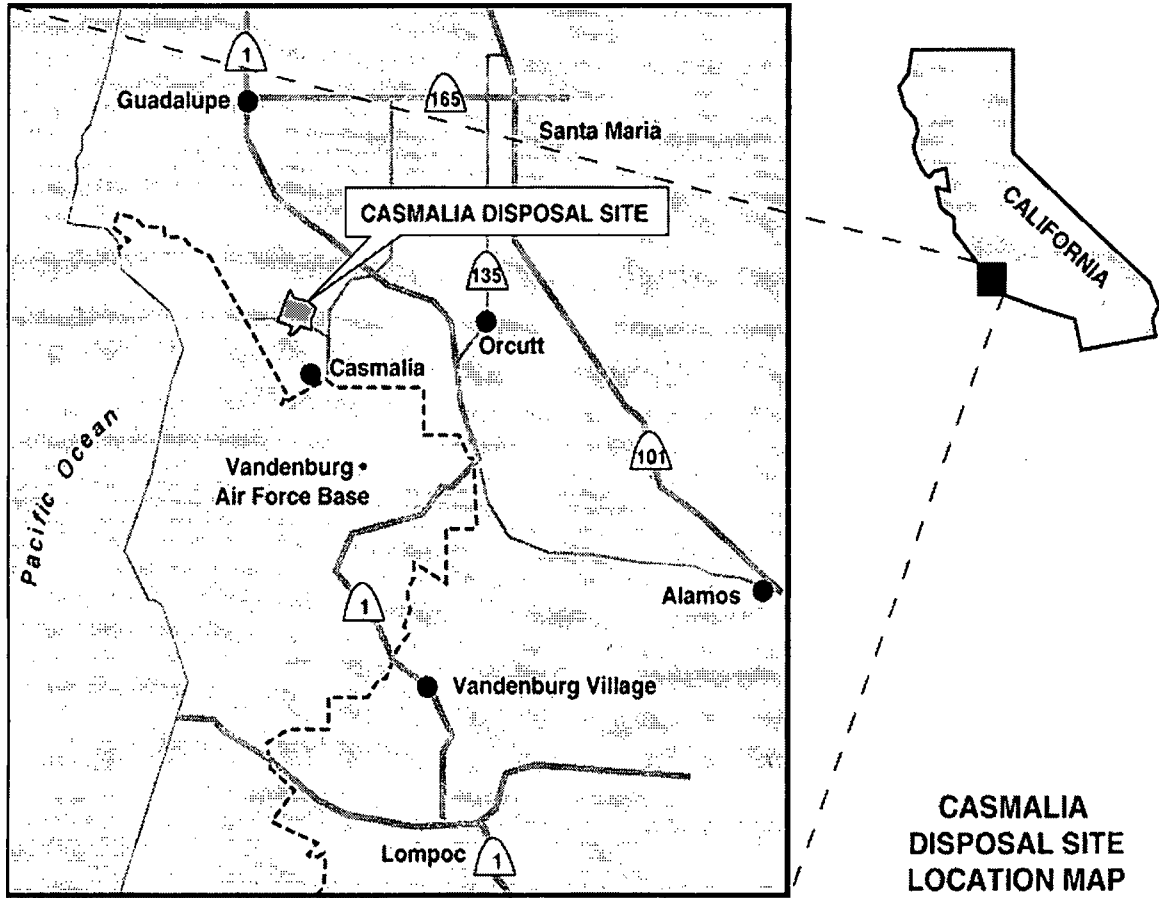 1
Guadalupe
165
Santa Maria
CASMALIA DISPOSAL SITE
CALIFORNIA
135
Orcutt
Casmalia
101
Vandenburg
Air Force Base
Pacific Ocean
Alamos
1
Vandenburg Village
Lompoc
1
CASMALIA
DISPOSAL SITE
LOCATION MAP